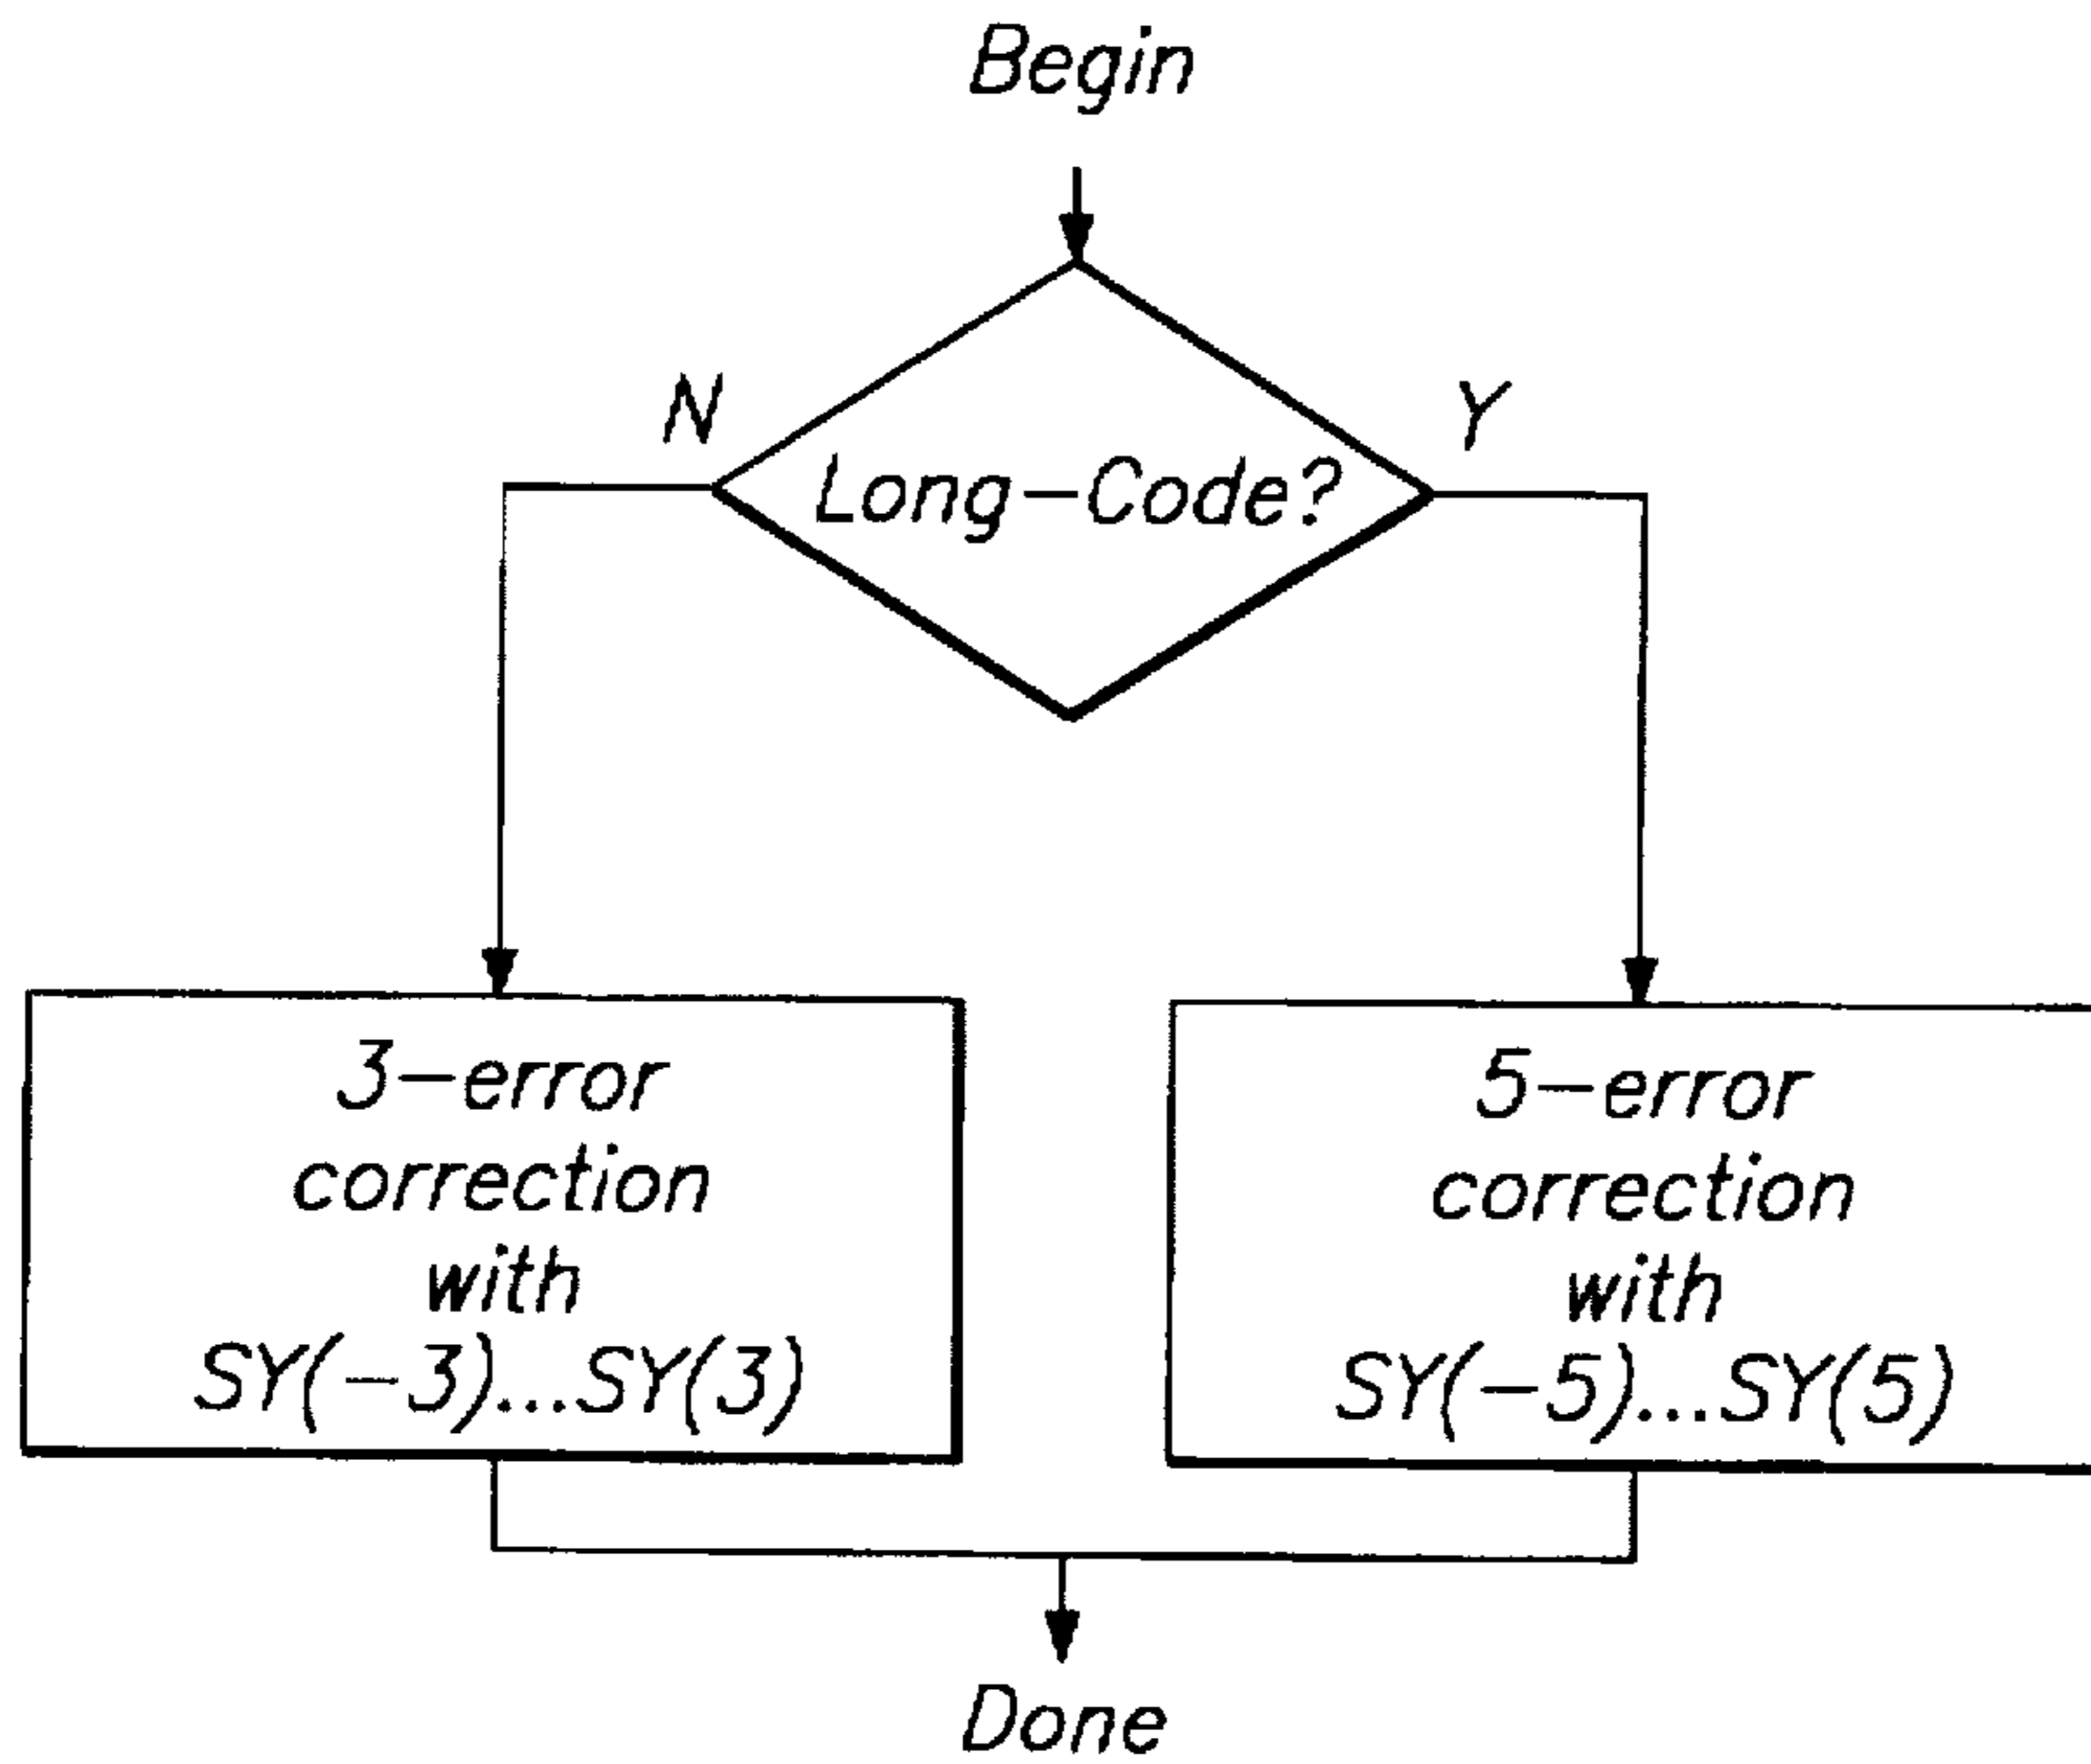 Begin
N
Y
Long-Code?
3-error
correction
with
SY(-3)...SY(3)
5-error
correction
with
SY(-5)...SY(5)
Done